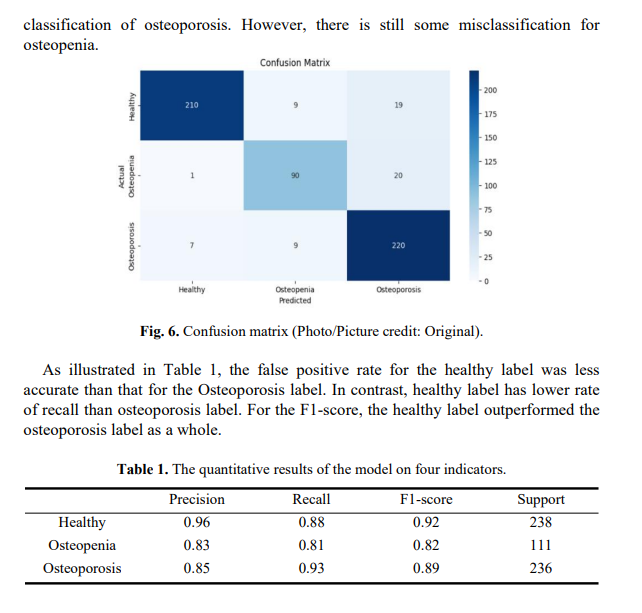 classification of osteoporosis. However, there is still some misclassification for
osteopenia.
Confusion Matrix
Healthy
210 9 19
Actual
Osteopenia
1 90 20
Osteoporosis
7 9 220
Healthy Osteopenia Osteoporosis
Predicted
200
175
150
125
100
75
50
25
0
Fig. 6. Confusion matrix (Photo/Picture credit: Original).
As illustrated in Table 1, the false positive rate for the healthy label was less
accurate than that for the Osteoporosis label. In contrast, healthy label has lower rate
of recall than osteoporosis label. For the F1-score, the healthy label outperformed the
osteoporosis label as a whole.
Table 1. The quantitative results of the model on four indicators.
Precision Recall F1-score Support
Healthy 0.96 0.88 0.92 238
Osteopenia 0.83 0.81 0.82 111
Osteoporosis 0.85 0.93 0.89 236